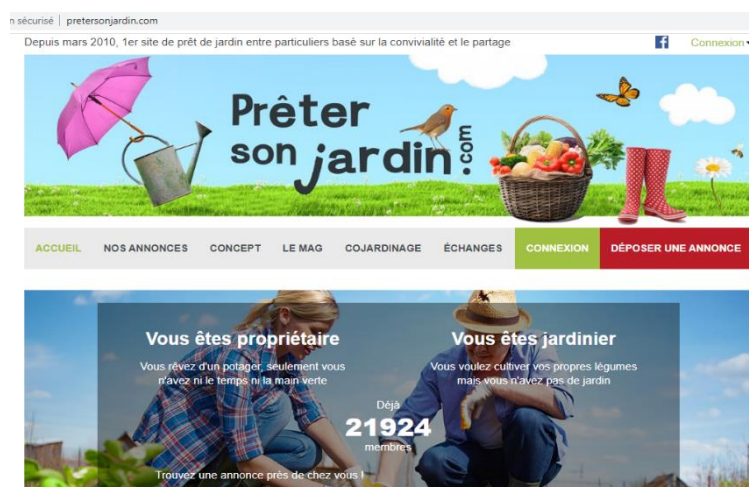 n sécurisé | pretersonjardin.com
Depuis mars 2010, 1er site de prêt de jardin entre particuliers basé sur la convivialité et le partage
f Connexion
Prêter
son jardin.com
ACCUEIL NOS ANNONCES CONCEPT LE MAG COJARDINAGE ÉCHANGES CONNEXION DÉPOSER UNE ANNONCE
Vous êtes propriétaire
Vous rêvez d'un potager, seulement vous
n'avez ni le temps ni la main verte
Vous êtes jardinier
Vous voulez cultiver vos propres légumes
mais vous n'avez pas de jardin
Déjà
21924
membres
Trouvez une annonce près de chez vous !